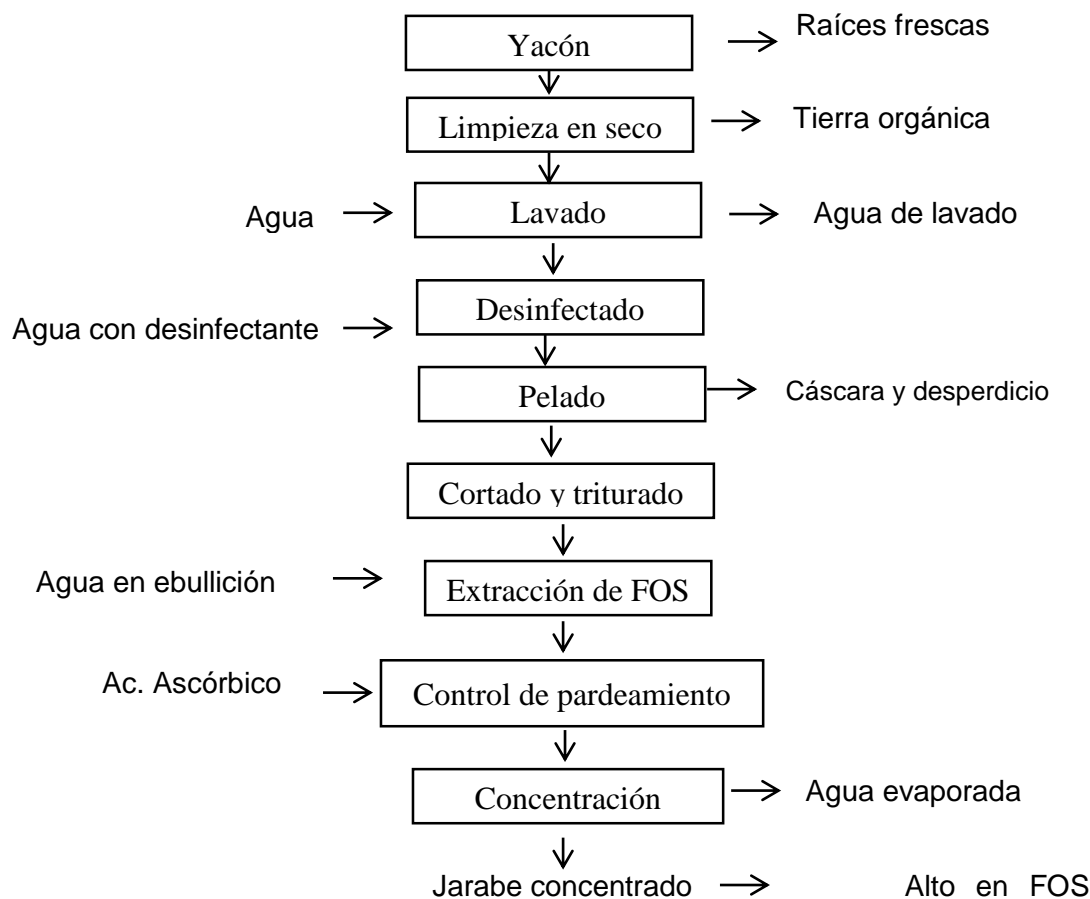 Yacón
Raíces frescas
Limpieza en seco
Tierra orgánica
Agua
Lavado
Agua de lavado
Agua con desinfectante
Desinfectado
Pelado
Cáscara y desperdicio
Cortado y triturado
Agua en ebullición
Extracción de FOS
Ac. Ascórbico
Control de pardeamiento
Concentración
Agua evaporada
Jarabe concentrado
Alto en FOS